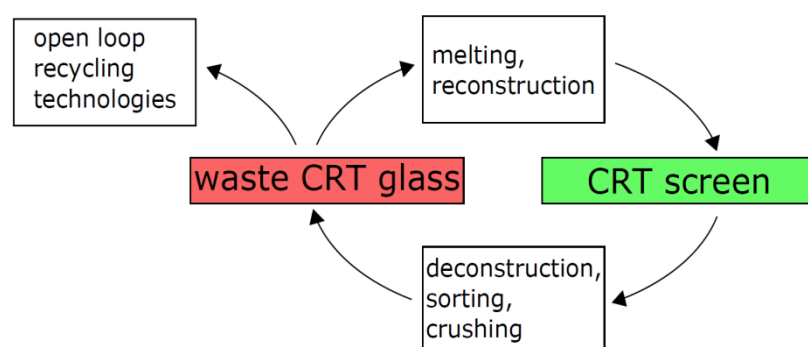 open loop
recycling
technologies
melting,
reconstruction
waste CRT glass
CRT screen
deconstruction,
sorting,
crushing